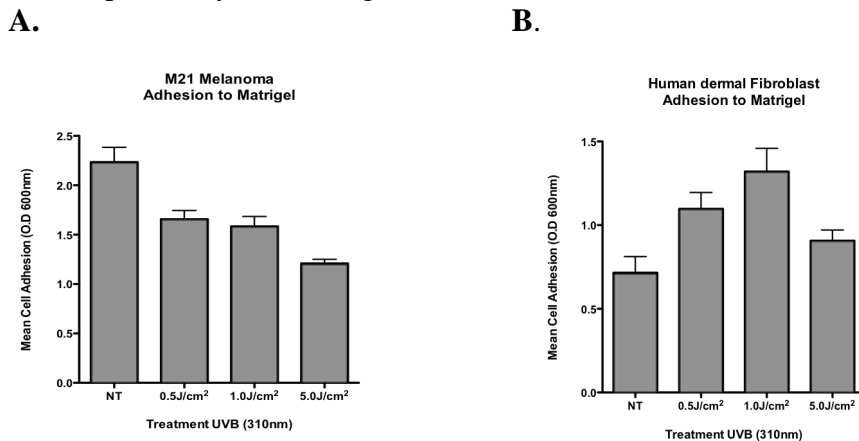 A.
M21 Melanoma
Adhesion to Matrigel
Mean Cell Adhesion (O.D 600nm)
2.5
2.0
1.5
1.0
0.5
0.0
NT 0.5J/cm² 1.0J/cm² 5.0J/cm²
Treatment UVB (310nm)
B.
Human dermal Fibroblast
Adhesion to Matrigel
Mean Cell Adhesion (O.D 600nm)
1.5
1.0
0.5
0.0
NT 0.5J/cm² 1.0J/cm² 5.0J/cm²
Treatment UVB (310nm)